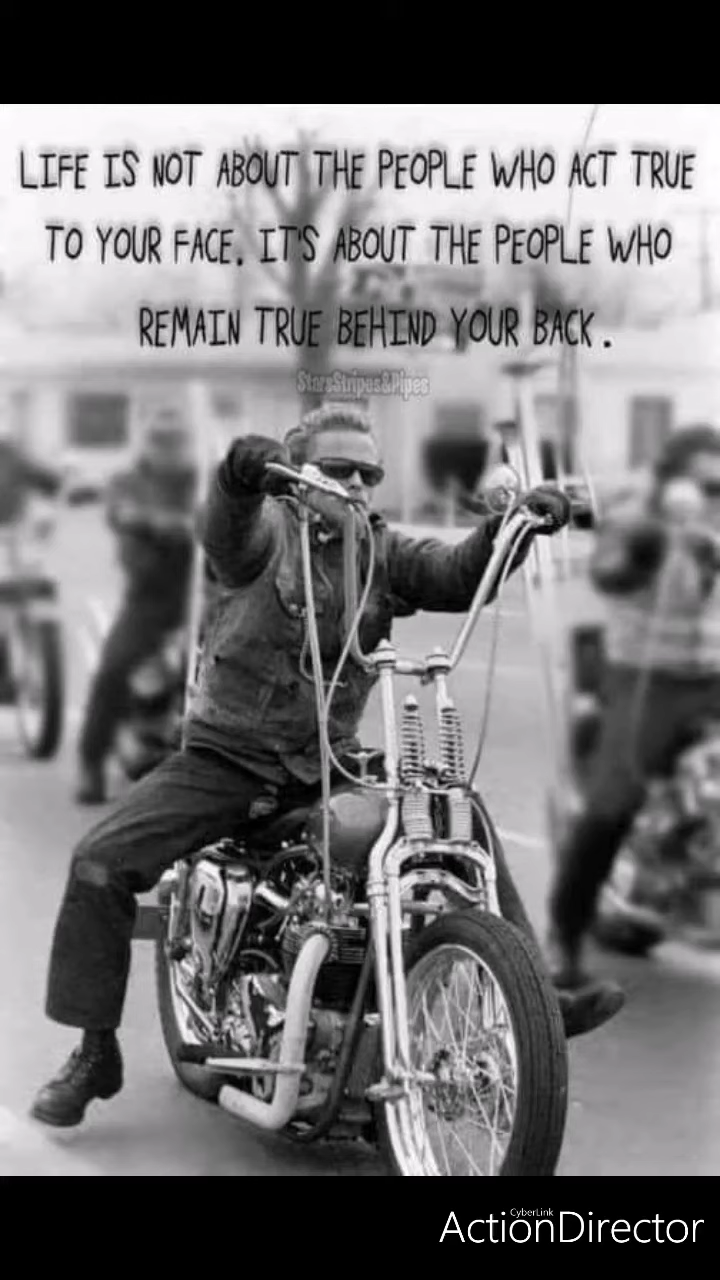 LIFE IS NOT ABOUT THE PEOPLE WHO ACT TRUE
TO YOUR FACE. IT'S ABOUT THE PEOPLE WHO
REMAIN TRUE BEHIND YOUR BACK.
StarsStripes&Pipes
CyberLink
ActionDirector